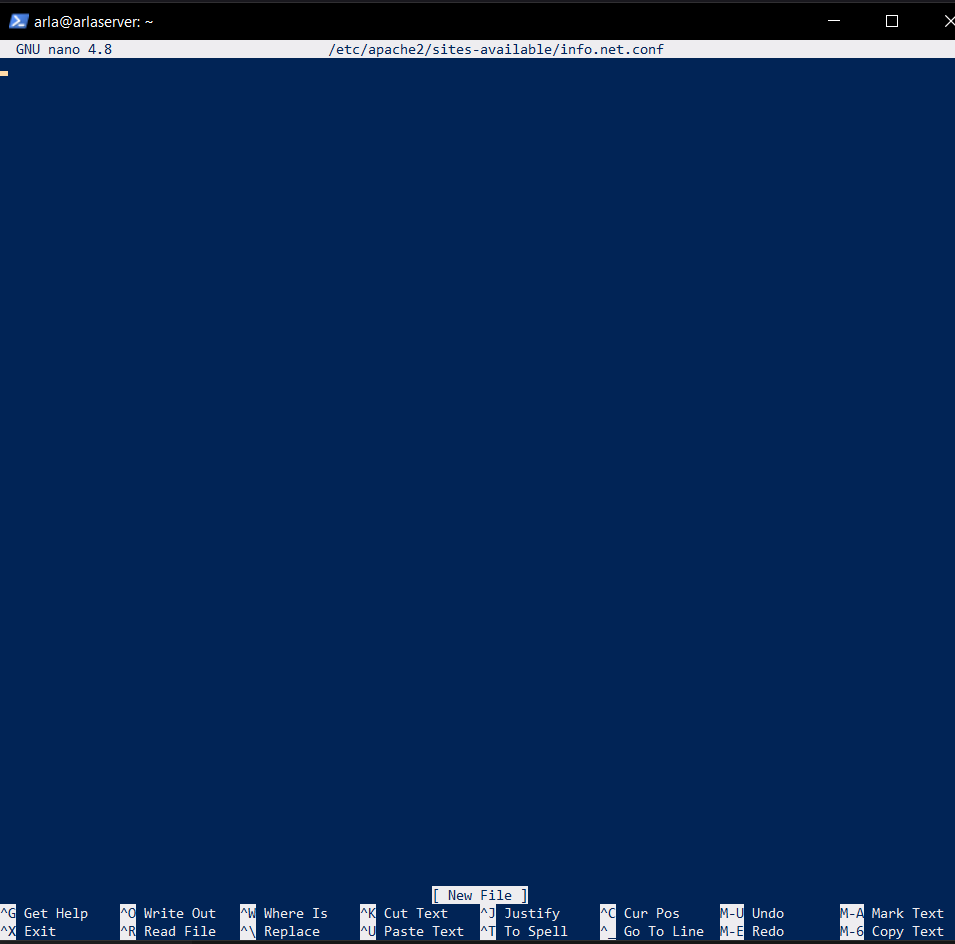 arla@arlaserver: ~
GNU nano 4.8 /etc/apache2/sites-available/info.net.conf
[ New File ]
^G Get Help ^O Write Out ^W Where Is ^K Cut Text ^J Justify ^C Cur Pos M-U Undo M-A Mark Text
^X Exit ^R Read File ^\ Replace ^U Paste Text ^T To Spell ^_ Go To Line M-E Redo M-6 Copy Text